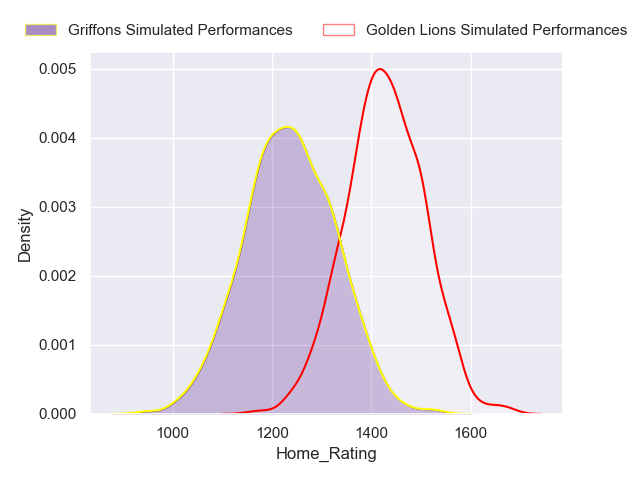 Griffons Simulated Performances Golden Lions Simulated Performances
0.005
0.004
0.003
0.002
0.001
0.000
Density
1000 1200 1400 1600
Home_Rating